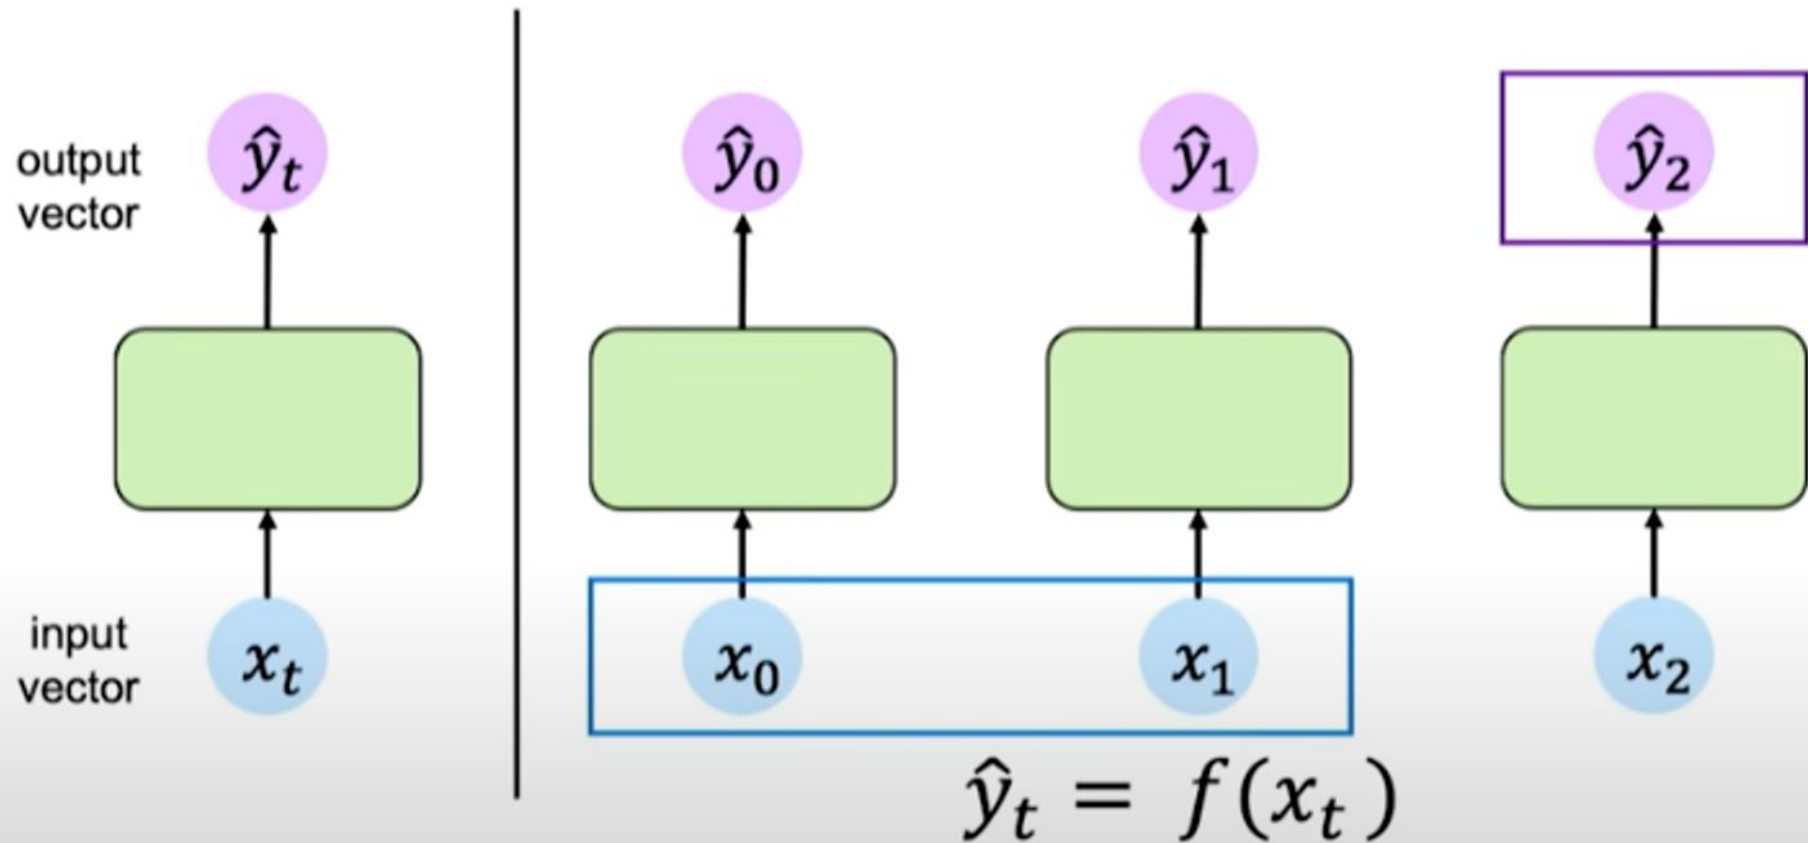 output
vector
ŷt
ŷ0
ŷ1
ŷ2
input
vector
xt
x0
x1
x2
ŷt = f(xt)